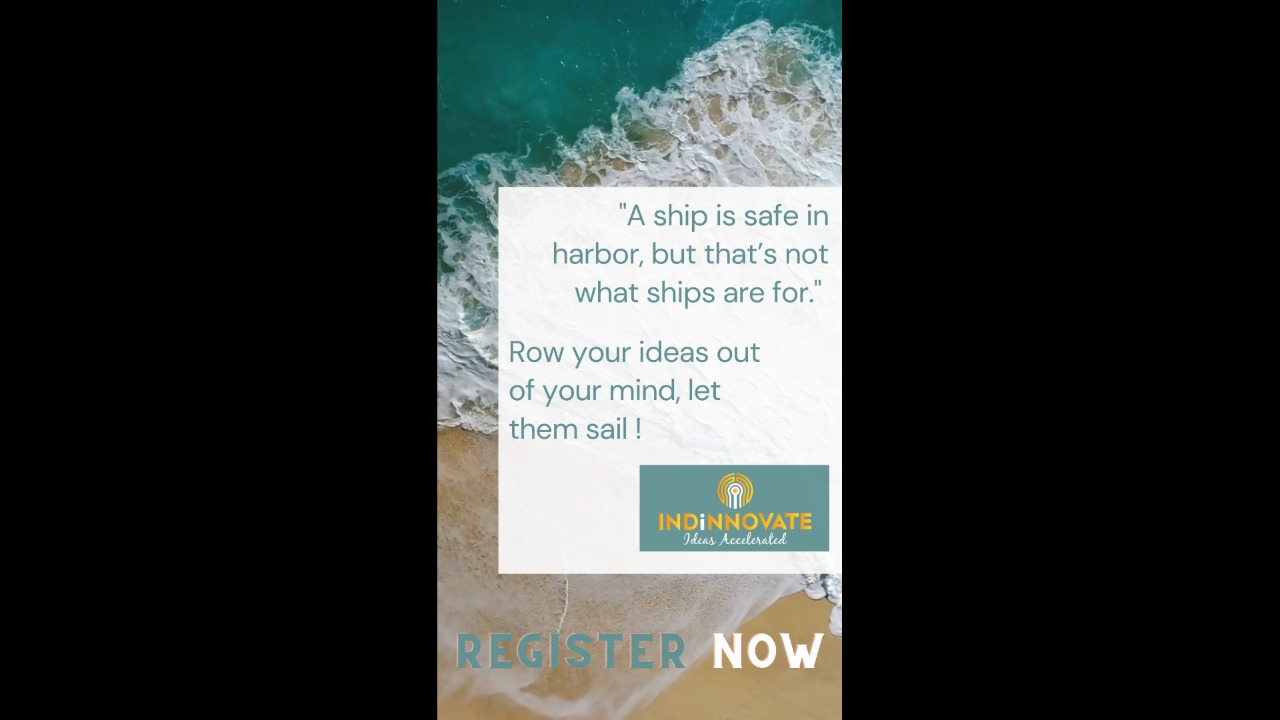 "A ship is safe in
harbor, but that’s not
what ships are for."
Row your ideas out
of your mind, let
them sail !
INDiNNOVATE
Ideas Accelerated
REGISTER NOW